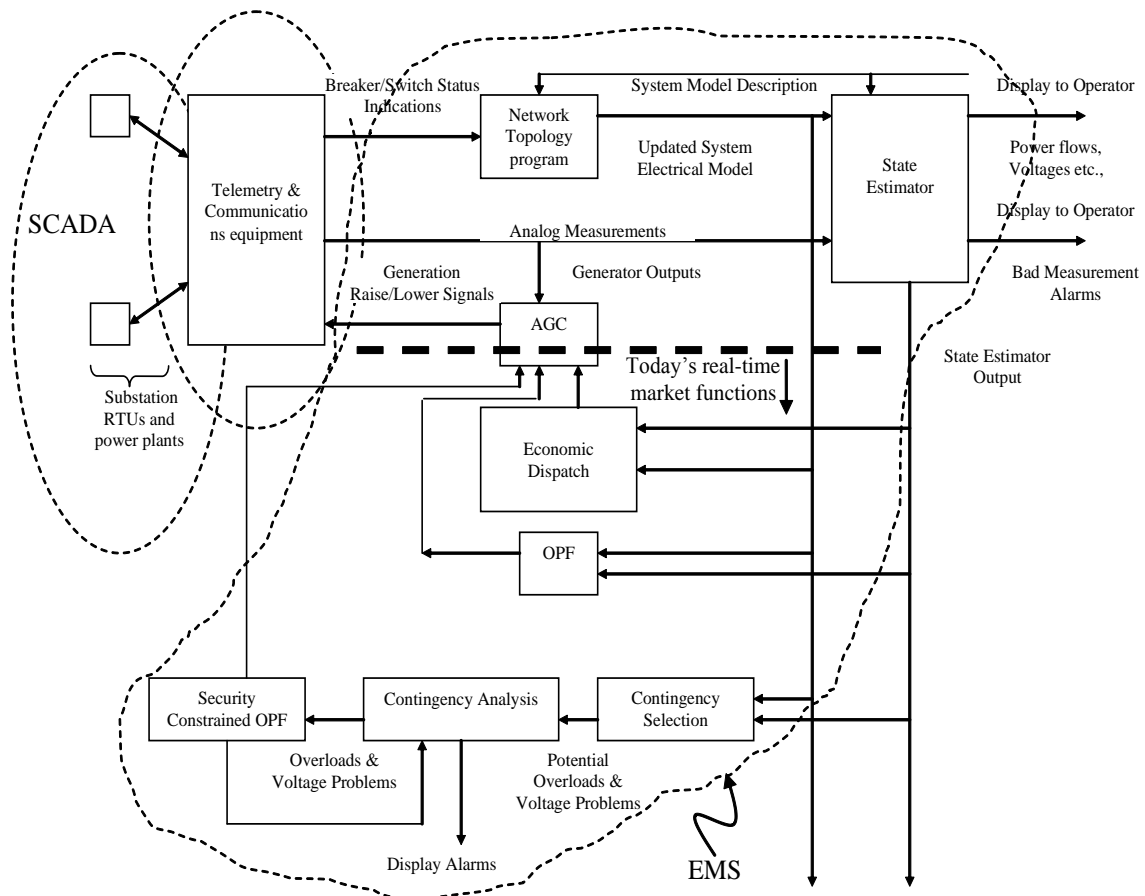 Breaker/Switch Status
Indications
System Model Description
Display to Operator
Network
Topology
program
Updated System
Electrical Model
State
Estimator
Power flows,
Voltages etc.,
Telemetry &
Communicatio
ns equipment
SCADA
Display to Operator
Analog Measurements
Generation
Raise/Lower Signals
Generator Outputs
Bad Measurement
Alarms
AGC
Today's real-time
market functions
State Estimator
Output
Substation
RTUs and
power plants
Economic
Dispatch
OPF
Security
Constrained OPF
Contingency Analysis
Contingency
Selection
Overloads &
Voltage Problems
Potential
Overloads &
Voltage Problems
Display Alarms
EMS